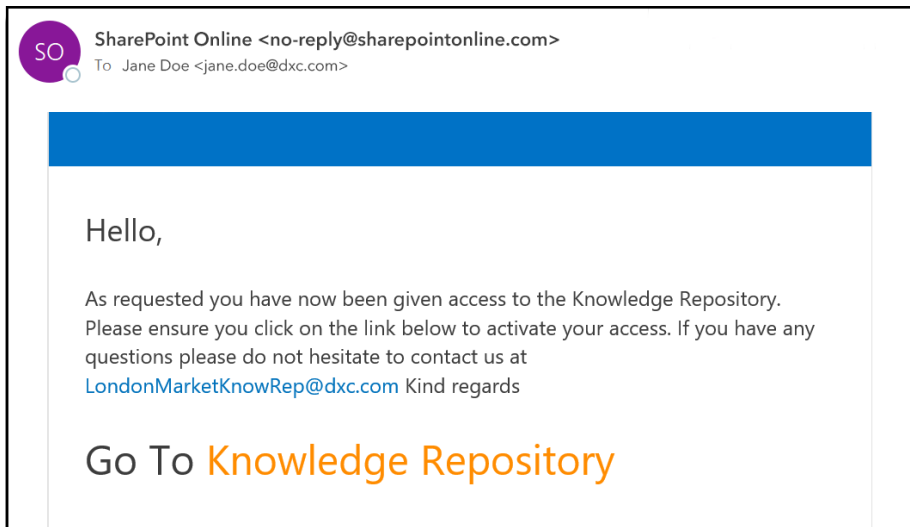 SO
SharePoint Online <no-reply@sharepointonline.com>
To Jane Doe <jane.doe@dxc.com>
Hello,
As requested you have now been given access to the Knowledge Repository.
Please ensure you click on the link below to activate your access. If you have any
questions please do not hesitate to contact us at
LondonMarketKnowRep@dxc.com Kind regards
Go To Knowledge Repository